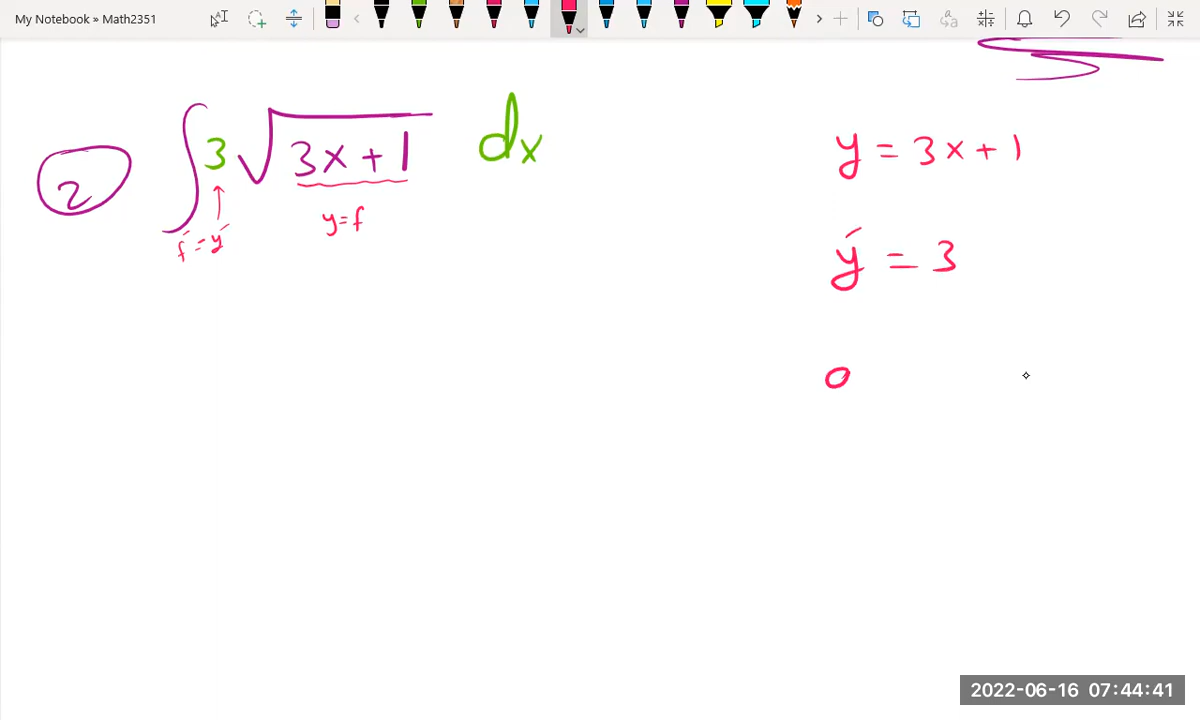 My Notebook » Math2351
2 ∫ 3 √(3x + 1) dx
f′ = y′
y = f
y = 3x + 1
y′ = 3
2022-06-16 07:44:41